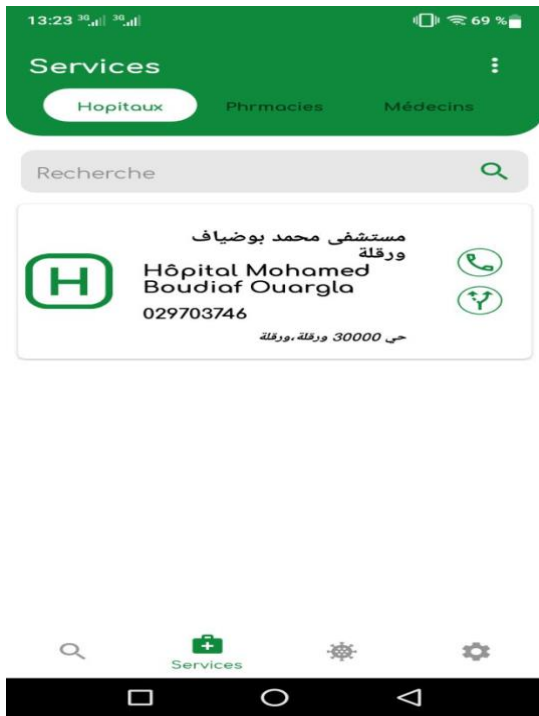 13:23 3G 3G 69 %
Services
Hopitaux Phrmacies Médecins
Recherche
مستشفى محمد بوضياف
ورقلة
H
Hôpital Mohamed
Boudiaf Ouargla
029703746
حي 30000 ورقلة،ورقلة
Services